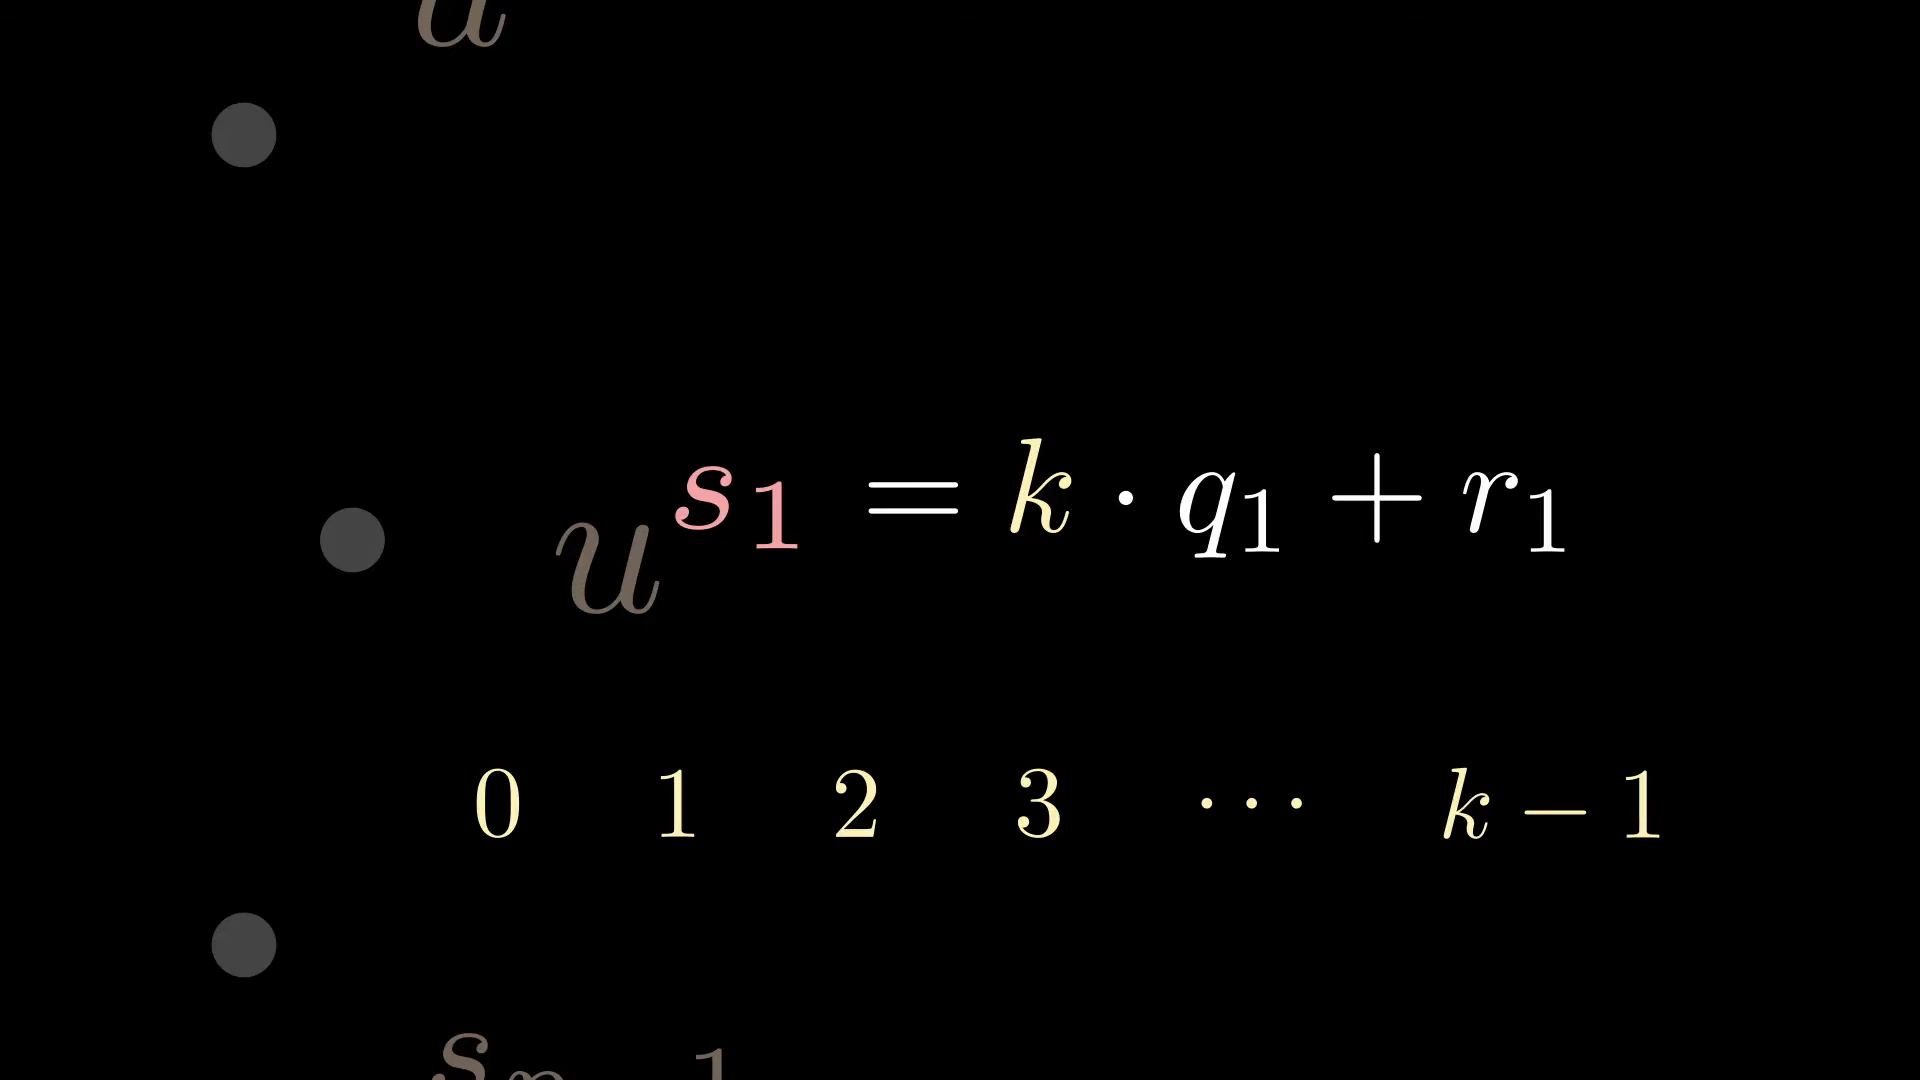 u
u^{s_1} = k · q_1 + r_1
0 1 2 3 ⋯ k − 1